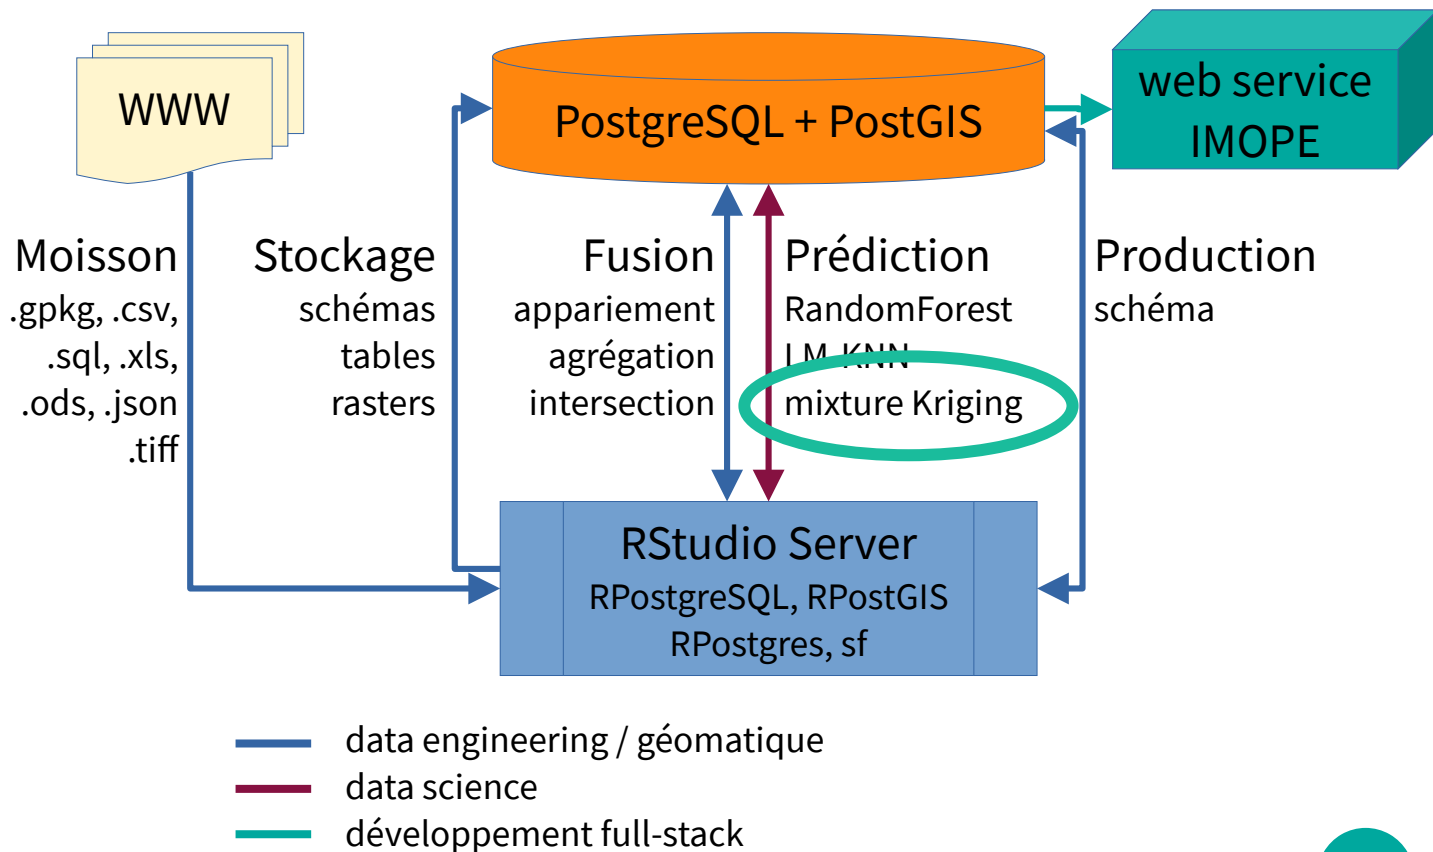 WWW
PostgreSQL + PostGIS
web service
IMOPE
Moisson
.gpkg, .csv,
.sql, .xls,
.ods, .json
.tiff
Stockage
schémas
tables
rasters
Fusion
appariement
agrégation
intersection
Prédiction
RandomForest
LM, KNN
mixture Kriging
Production
schéma
RStudio Server
RPostgreSQL, RPostGIS
RPostgres, sf
data engineering / géomatique
data science
développement full-stack